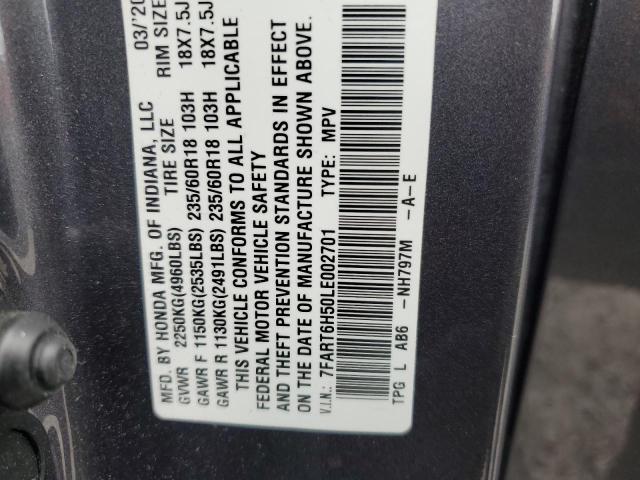 MFD. BY HONDA MFG. OF INDIANA, LLC 03/'20
GVWR 2250KG(4960LBS) TIRE SIZE RIM SIZE
GAWR F 1150KG(2535LBS) 235/60R18 103H 18X7.5J
GAWR R 1130KG(2491LBS) 235/60R18 103H 18X7.5J
THIS VEHICLE CONFORMS TO ALL APPLICABLE
FEDERAL MOTOR VEHICLE SAFETY
AND THEFT PREVENTION STANDARDS IN EFFECT
ON THE DATE OF MANUFACTURE SHOWN ABOVE.
V.I.N.: 7FART6H50LE002701 TYPE: MPV
TPG L AB6 -NH797M -A-E